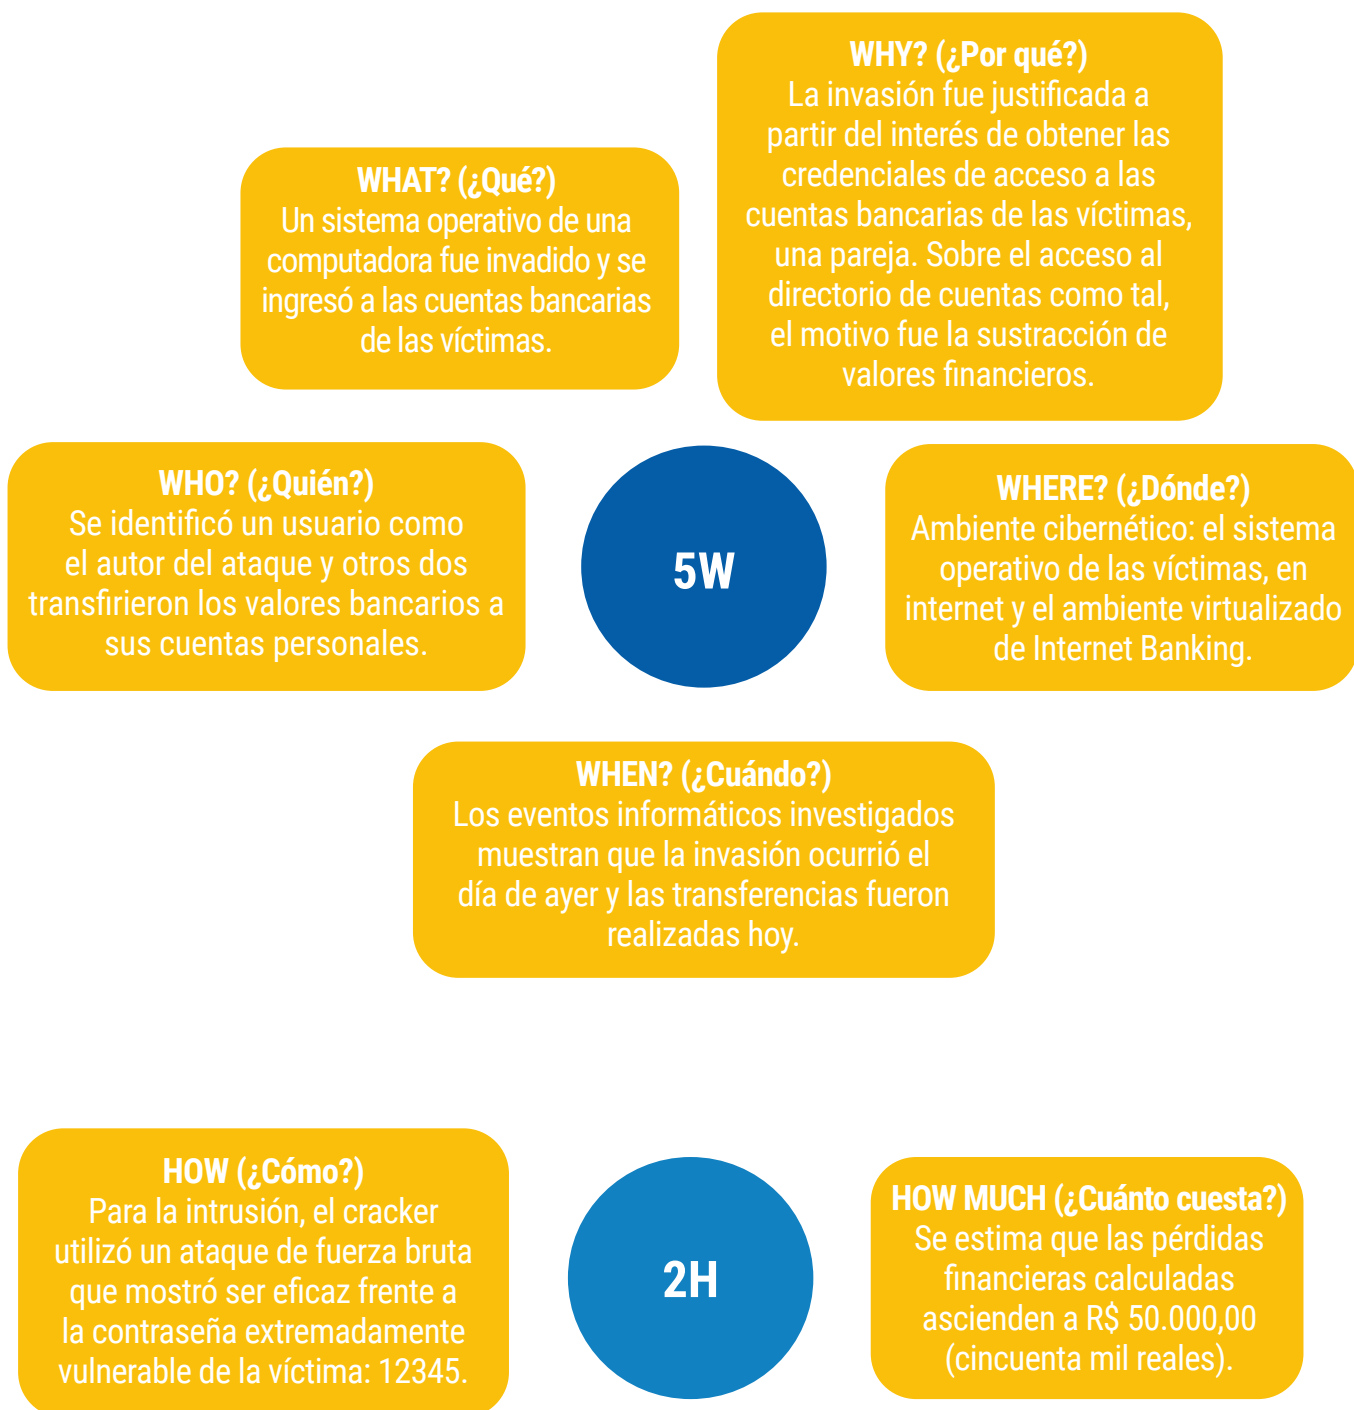 WHY? (¿Por qué?)
La invasión fue justificada a
partir del interés de obtener las
credenciales de acceso a las
cuentas bancarias de las víctimas,
una pareja. Sobre el acceso al
directorio de cuentas como tal,
el motivo fue la sustracción de
valores financieros.
WHAT? (¿Qué?)
Un sistema operativo de una
computadora fue invadido y se
ingresó a las cuentas bancarias
de las víctimas.
WHO? (¿Quién?)
Se identificó un usuario como
el autor del ataque y otros dos
transfirieron los valores bancarios a
sus cuentas personales.
5W
WHERE? (¿Dónde?)
Ambiente cibernético: el sistema
operativo de las víctimas, en
internet y el ambiente virtualizado
de Internet Banking.
WHEN? (¿Cuándo?)
Los eventos informáticos investigados
muestran que la invasión ocurrió el
día de ayer y las transferencias fueron
realizadas hoy.
HOW (¿Cómo?)
Para la intrusión, el cracker
utilizó un ataque de fuerza bruta
que mostró ser eficaz frente a
la contraseña extremadamente
vulnerable de la víctima: 12345.
2H
HOW MUCH (¿Cuánto cuesta?)
Se estima que las pérdidas
financieras calculadas
ascienden a R$ 50.000,00
(cincuenta mil reales).